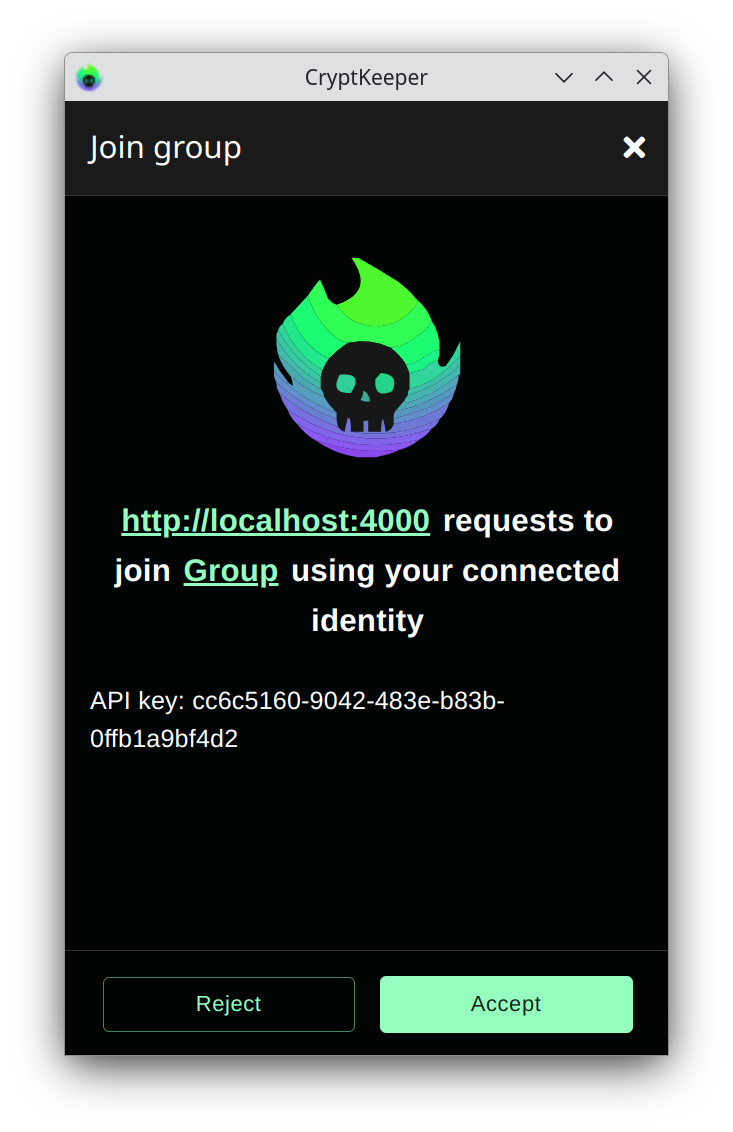 CryptKeeper
Join group
http://localhost:4000 requests to
join Group using your connected
identity
API key: cc6c5160-9042-483e-b83b-
0ffb1a9bf4d2
Reject
Accept